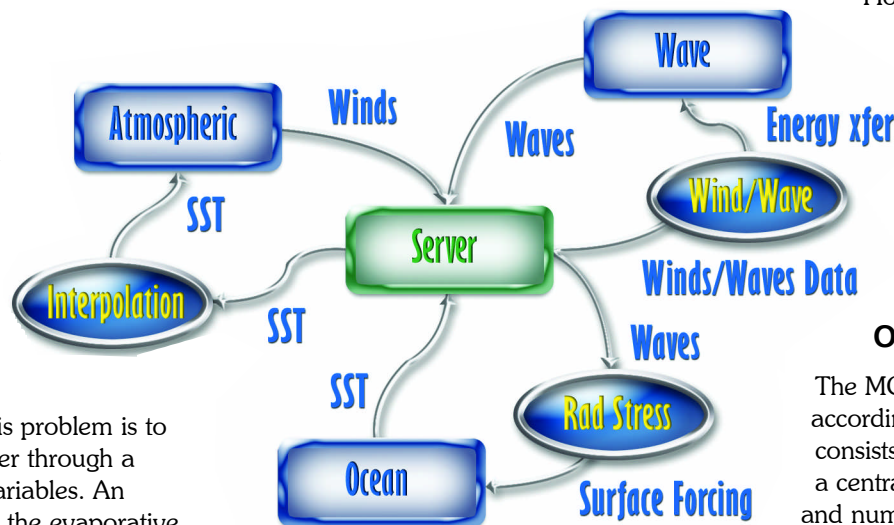 Wave
Atmospheric
Winds
Waves
Energy xfer
SST
Wind/Wave
Server
Interpolation
Winds/Waves Data
SST
Waves
SST
Rad Stress
Ocean
Surface Forcing
is problem is to
er through a
ariables. An
the evaporative
O
The MC
accordin
consists
a centra
and num